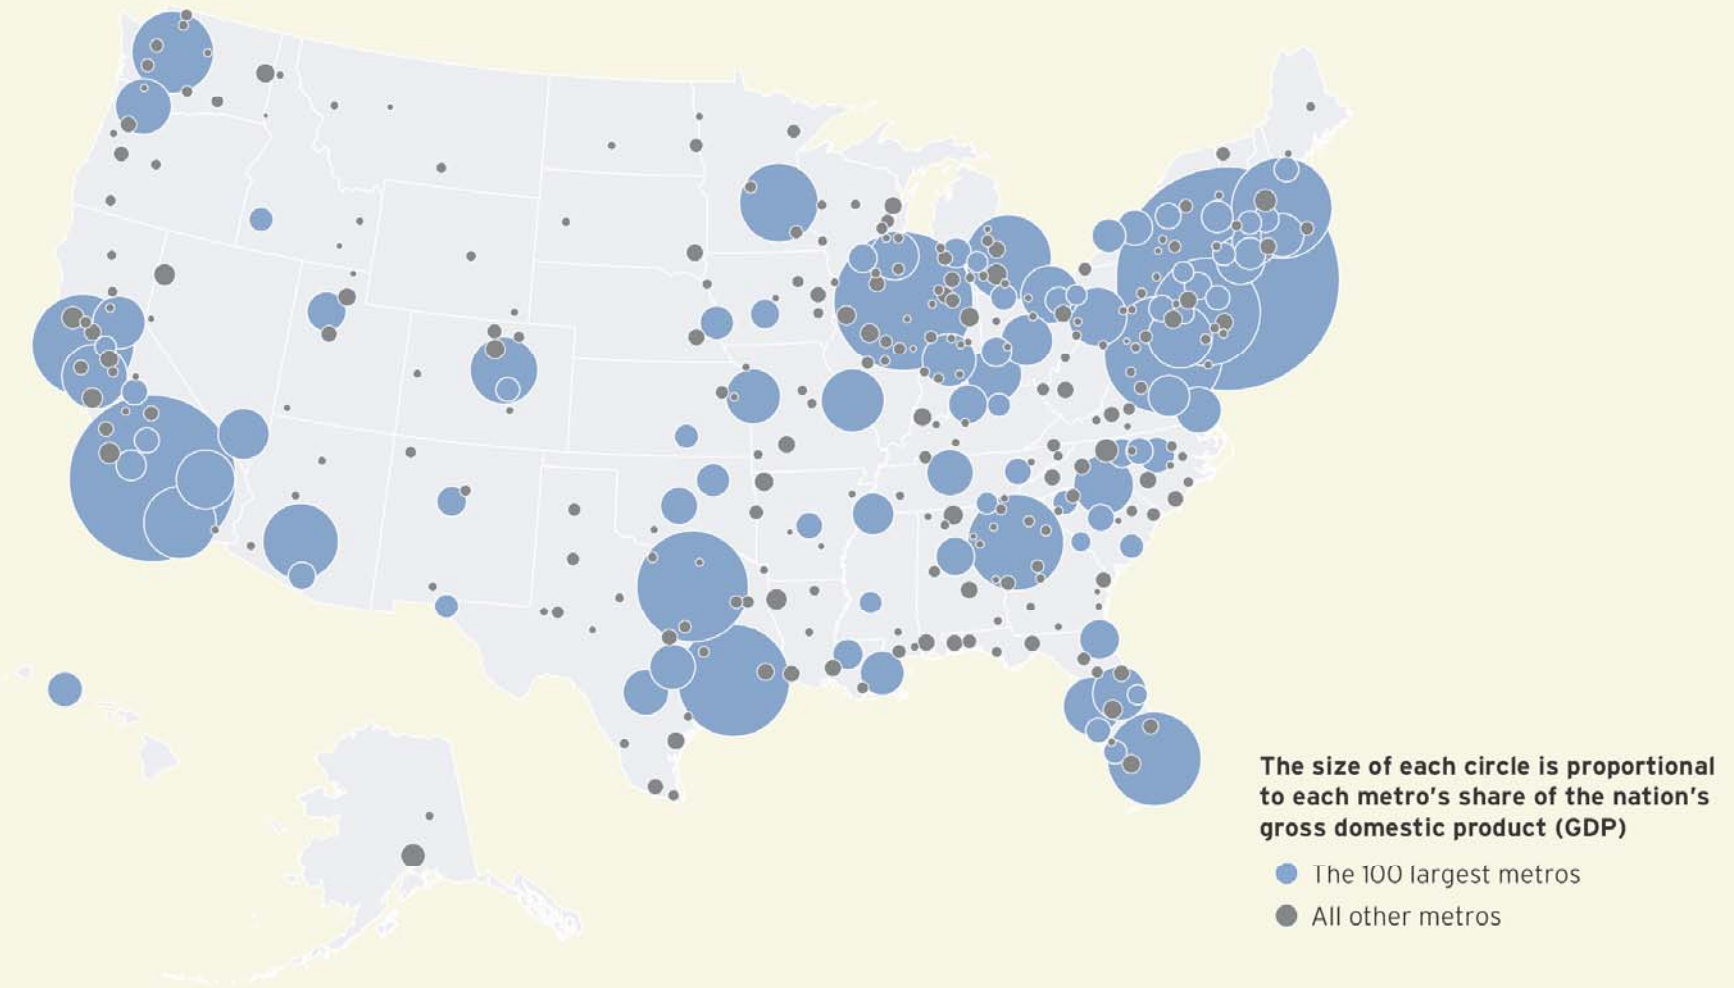 The size of each circle is proportional
to each metro's share of the nation's
gross domestic product (GDP)
The 100 largest metros
All other metros